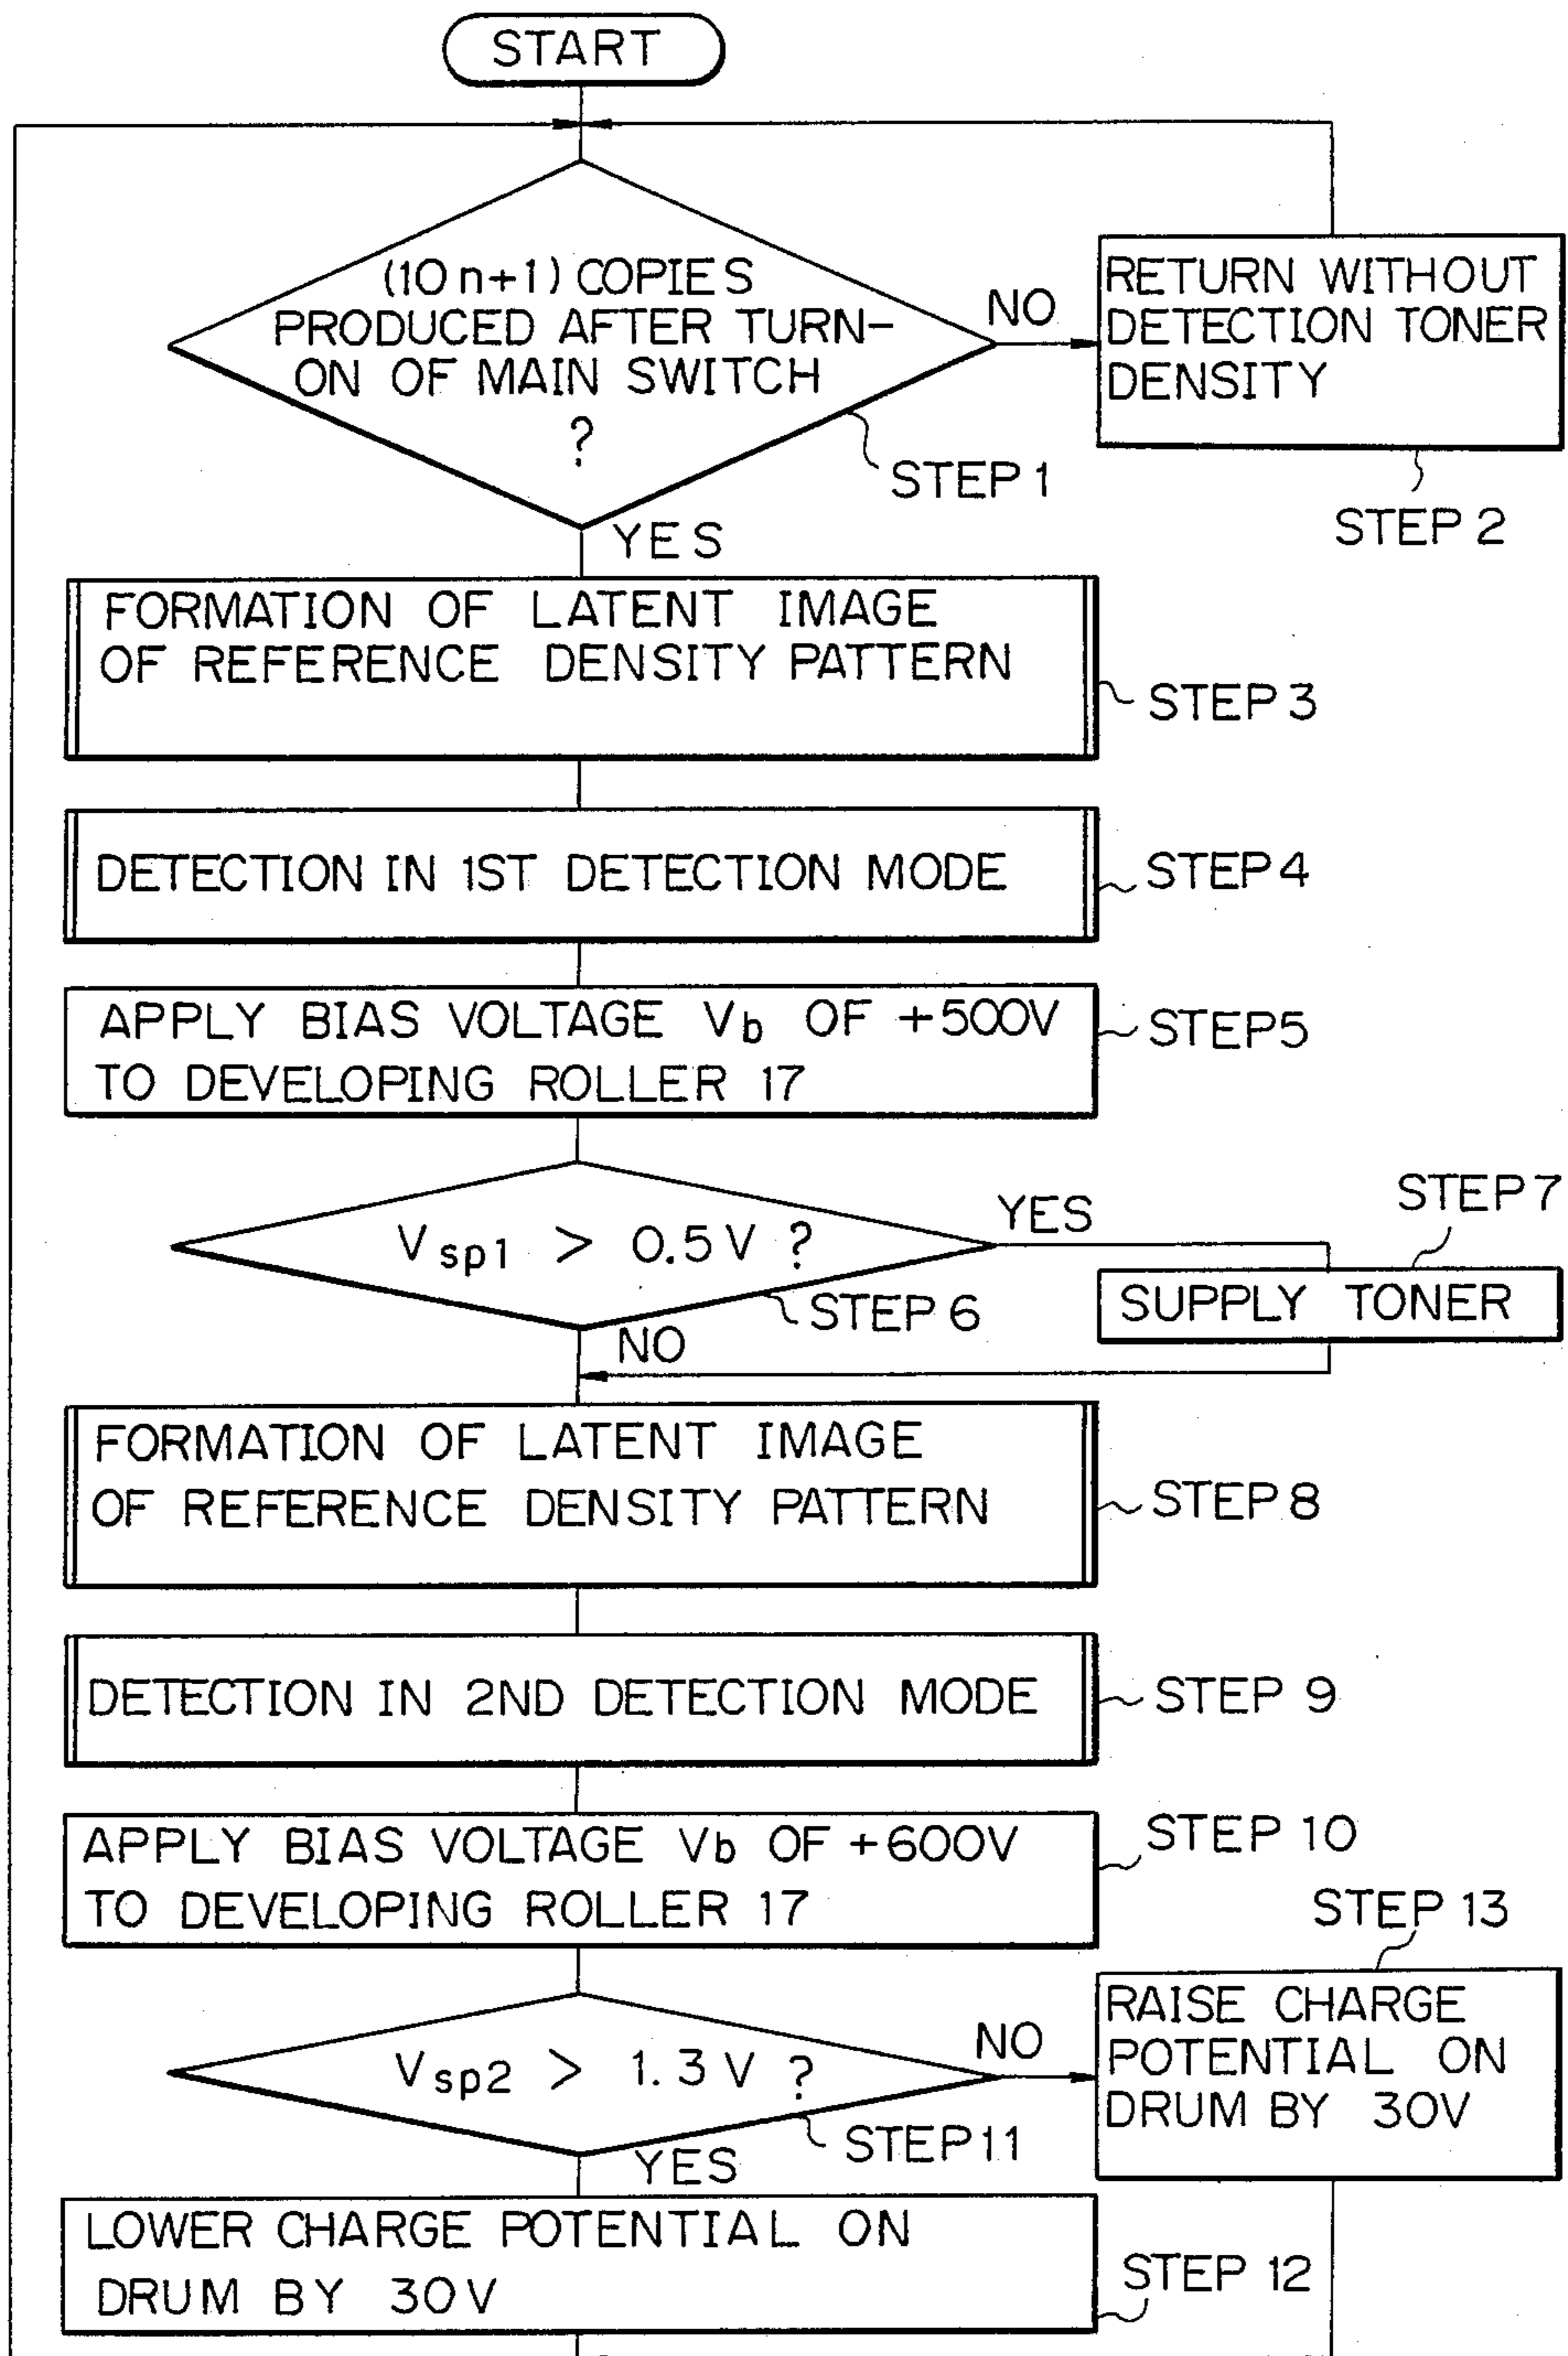 START
(10n+1) COPIES
PRODUCED AFTER TURN-
ON OF MAIN SWITCH
?
NO
RETURN WITHOUT
DETECTION TONER
DENSITY
STEP 1
STEP 2
YES
FORMATION OF LATENT IMAGE
OF REFERENCE DENSITY PATTERN
STEP 3
DETECTION IN 1ST DETECTION MODE
STEP 4
APPLY BIAS VOLTAGE Vb OF +500V
TO DEVELOPING ROLLER 17
STEP 5
Vsp1 > 0.5 V ?
YES
STEP 7
SUPPLY TONER
STEP 6
NO
FORMATION OF LATENT IMAGE
OF REFERENCE DENSITY PATTERN
STEP 8
DETECTION IN 2ND DETECTION MODE
STEP 9
APPLY BIAS VOLTAGE Vb OF +600V
TO DEVELOPING ROLLER 17
STEP 10
STEP 13
Vsp2 > 1.3 V ?
NO
RAISE CHARGE
POTENTIAL ON
DRUM BY 30V
STEP 11
YES
LOWER CHARGE POTENTIAL ON
DRUM BY 30V
STEP 12